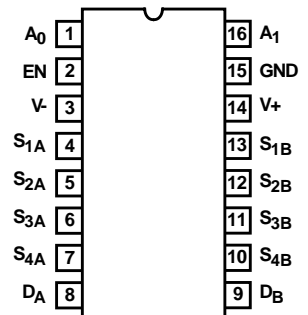 A0 1 16 A1
EN 2 15 GND
V- 3 14 V+
S1A 4 13 S1B
S2A 5 12 S2B
S3A 6 11 S3B
S4A 7 10 S4B
DA 8 9 DB